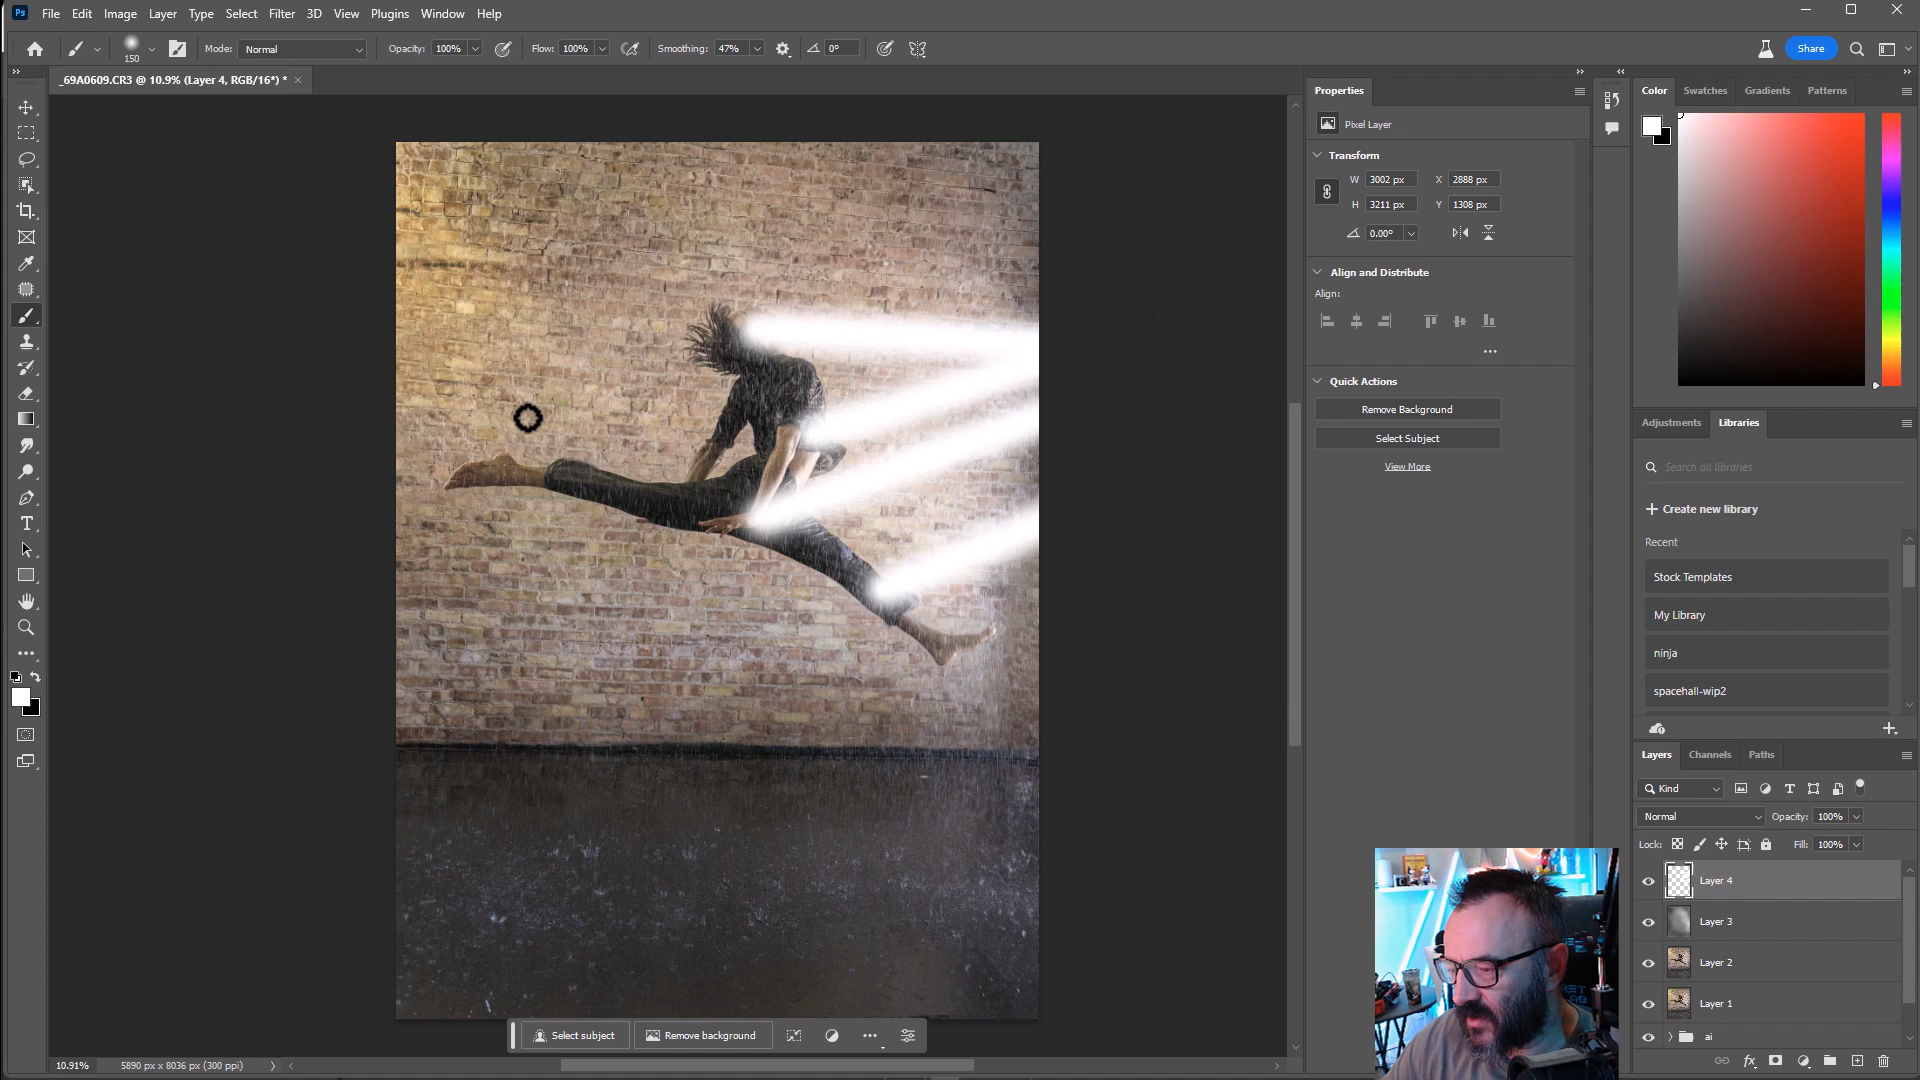 Ps File Edit Image Layer Type Select Filter 3D View Plugins Window Help
150 Mode: Normal Opacity: 100% Flow: 100% Smoothing: 47% 0° Share
_69A0609.CR3 @ 10.9% (Layer 4, RGB/16*) *
Properties
Pixel Layer
Transform
W 3002 px X 2888 px
H 3211 px Y 1308 px
0.00°
Align and Distribute
Align:
Quick Actions
Remove Background
Select Subject
View More
Color Swatches Gradients Patterns
Adjustments Libraries
Search all libraries
Create new library
Recent
Stock Templates
My Library
ninja
spacehall-wip2
Layers Channels Paths
Kind
Normal Opacity: 100%
Lock: Fill: 100%
Layer 4
Layer 3
Layer 2
Layer 1
ai
fx
Select subject Remove background
10.91% 5890 px x 8036 px (300 ppi)